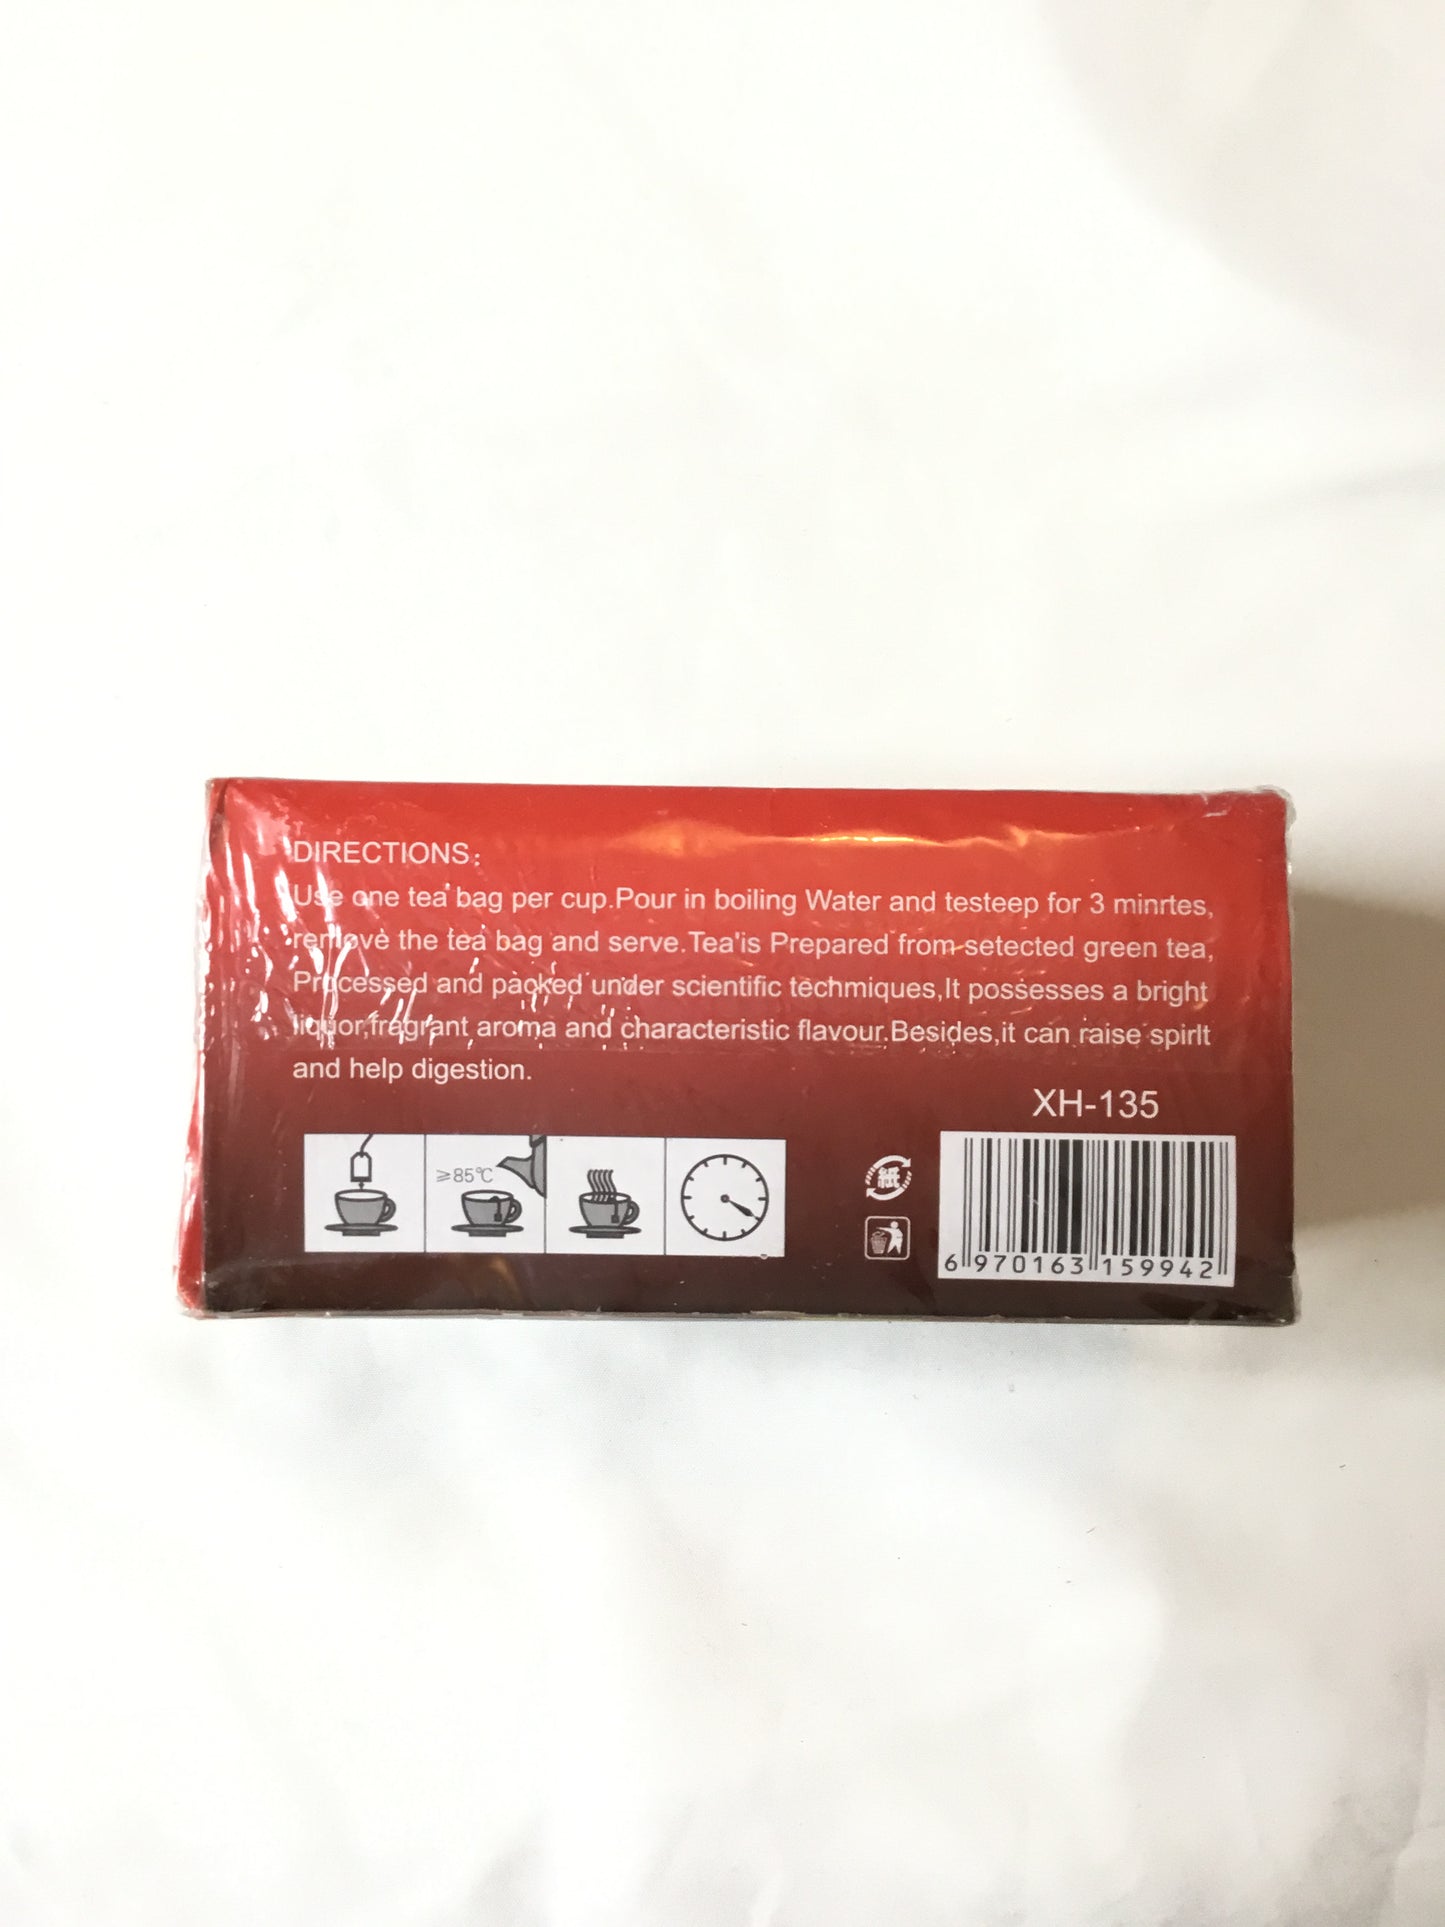 DIRECTIONS:
Use one tea bag per cup.Pour in boiling Water and testeep for 3 minrtes,
remove the tea bag and serve.Tea'is Prepared from setected green tea,
Processed and packed under scientific techmiques,It possesses a bright
liquor,fragrant aroma and characteristic flavour.Besides,it can raise spirlt
and help digestion.
XH-135
≥85℃
紙
6 970163 159942